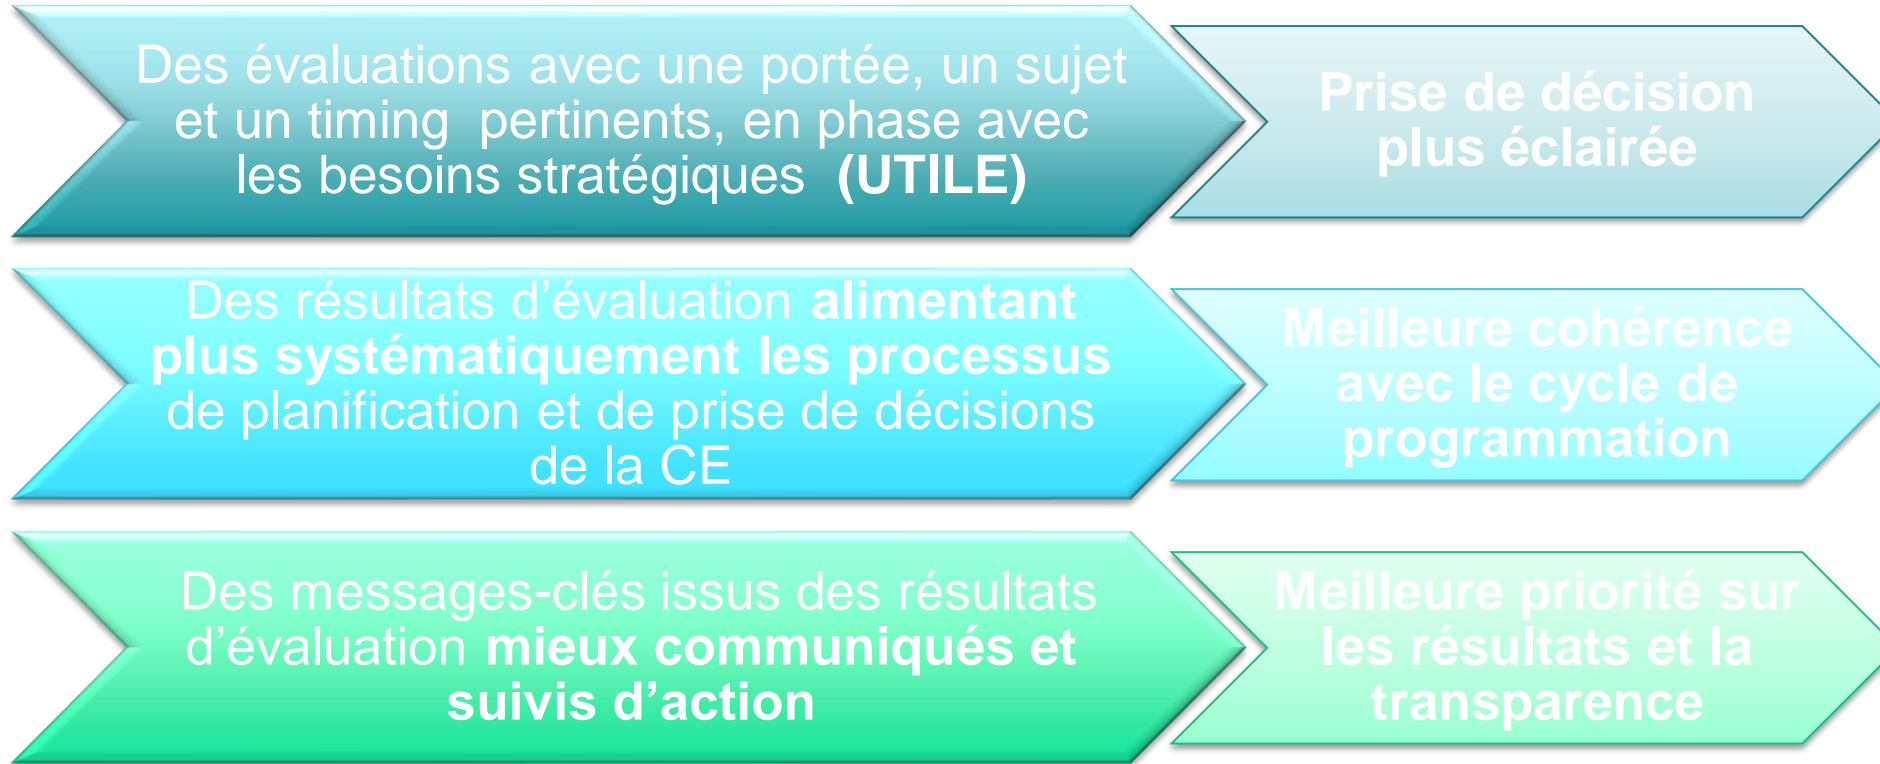 Des évaluations avec une portée, un sujet
et un timing pertinents, en phase avec
les besoins stratégiques (UTILE)
Prise de décision
plus éclairée
Des résultats d’évaluation alimentant
plus systématiquement les processus
de planification et de prise de décisions
de la CE
Meilleure cohérence
avec le cycle de
programmation
Des messages-clés issus des résultats
d’évaluation mieux communiqués et
suivis d’action
Meilleure priorité sur
les résultats et la
transparence